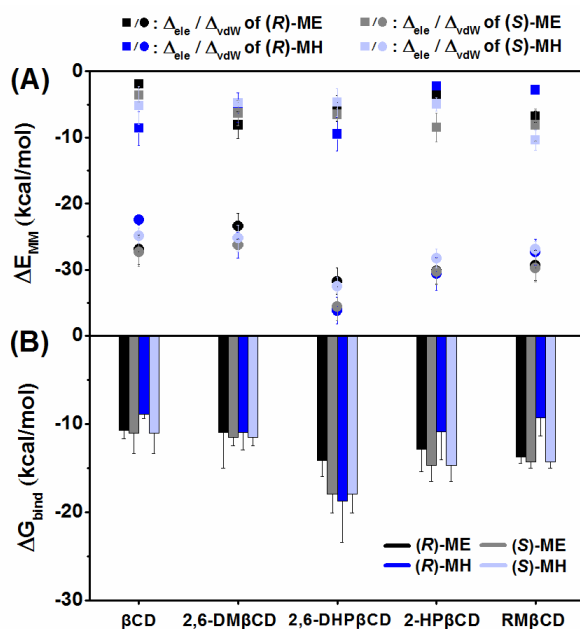 ■/●: Δele / ΔvdW of (R)-ME ■/●: Δele / ΔvdW of (S)-ME
■/●: Δele / ΔvdW of (R)-MH ■/●: Δele / ΔvdW of (S)-MH
(A)
0
-10
-20
-30
ΔEMM (kcal/mol)
(B)
0
-10
-20
-30
ΔGbind (kcal/mol)
(R)-ME (S)-ME
(R)-MH (S)-MH
βCD 2,6-DMβCD 2,6-DHPβCD 2-HPβCD RMβCD